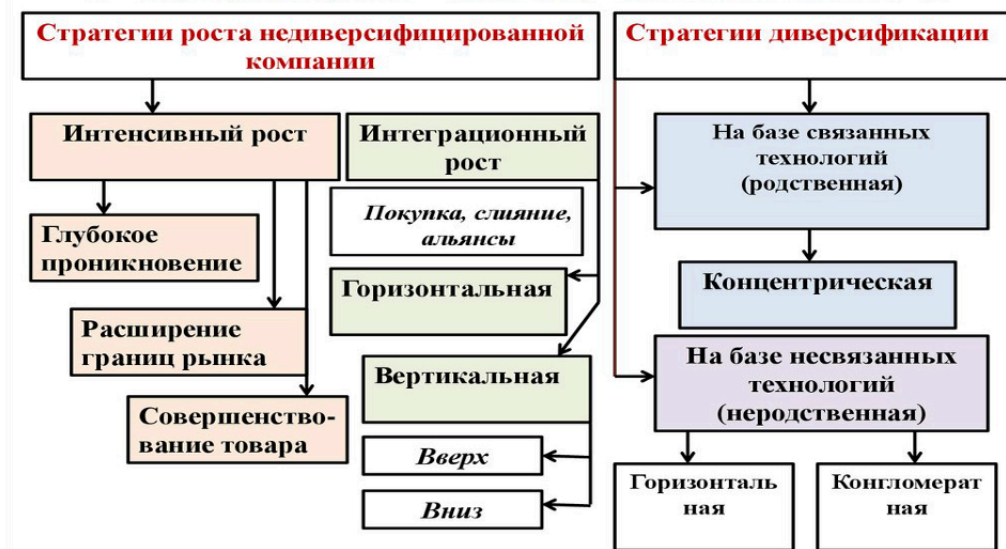 Стратегии роста недиверсифицированной
компании
Интенсивный рост
Глубокое
проникновение
Расширение
границ рынка
Совершенство-
вание товара
Интеграционный
рост
Покупка, слияние,
альянсы
Горизонтальная
Вертикальная
Вверх
Вниз
Стратегии диверсификации
На базе связанных
технологий
(родственная)
Концентрическая
На базе несвязанных
технологий
(неродственная)
Горизонталь
ная
Конгломерат
ная